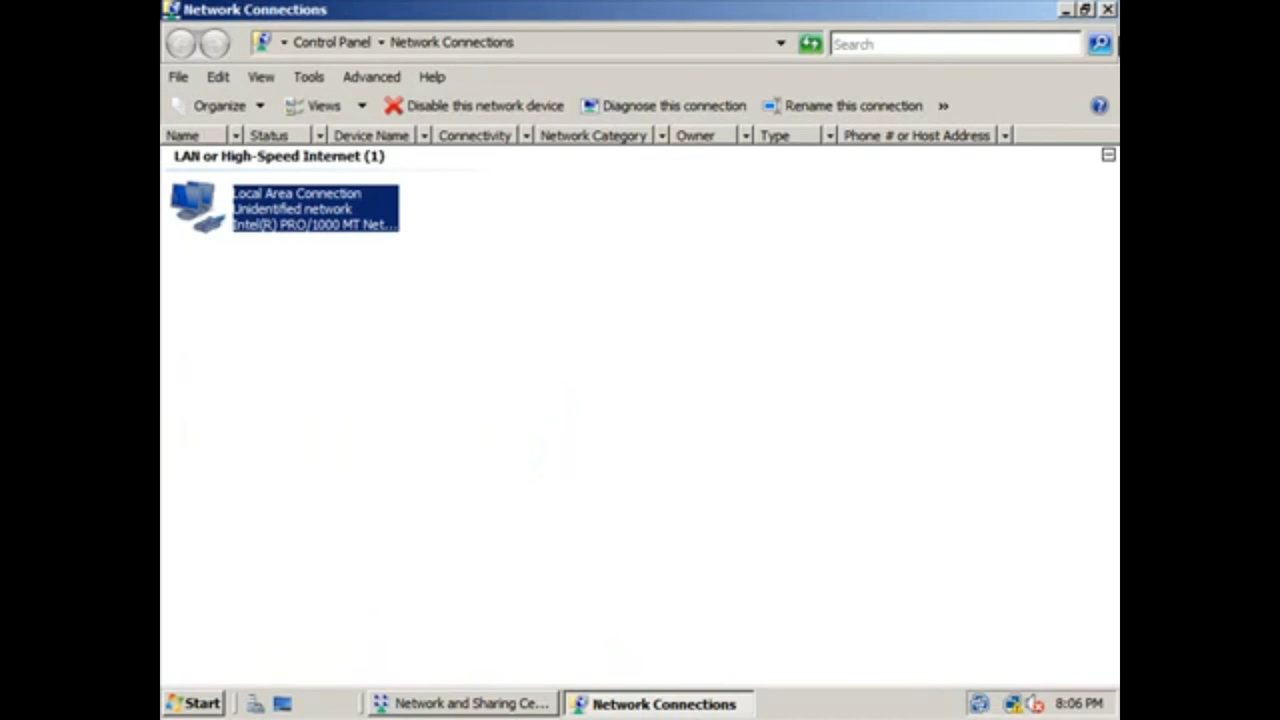 Network Connections
Control Panel Network Connections
Search
File Edit View Tools Advanced Help
Organize Views Disable this network device Diagnose this connection Rename this connection »
Name Status Device Name Connectivity Network Category Owner Type Phone # or Host Address
LAN or High-Speed Internet (1)
Local Area Connection
Unidentified network
Intel(R) PRO/1000 MT Net...
Start Network and Sharing Ce... Network Connections 8:06 PM